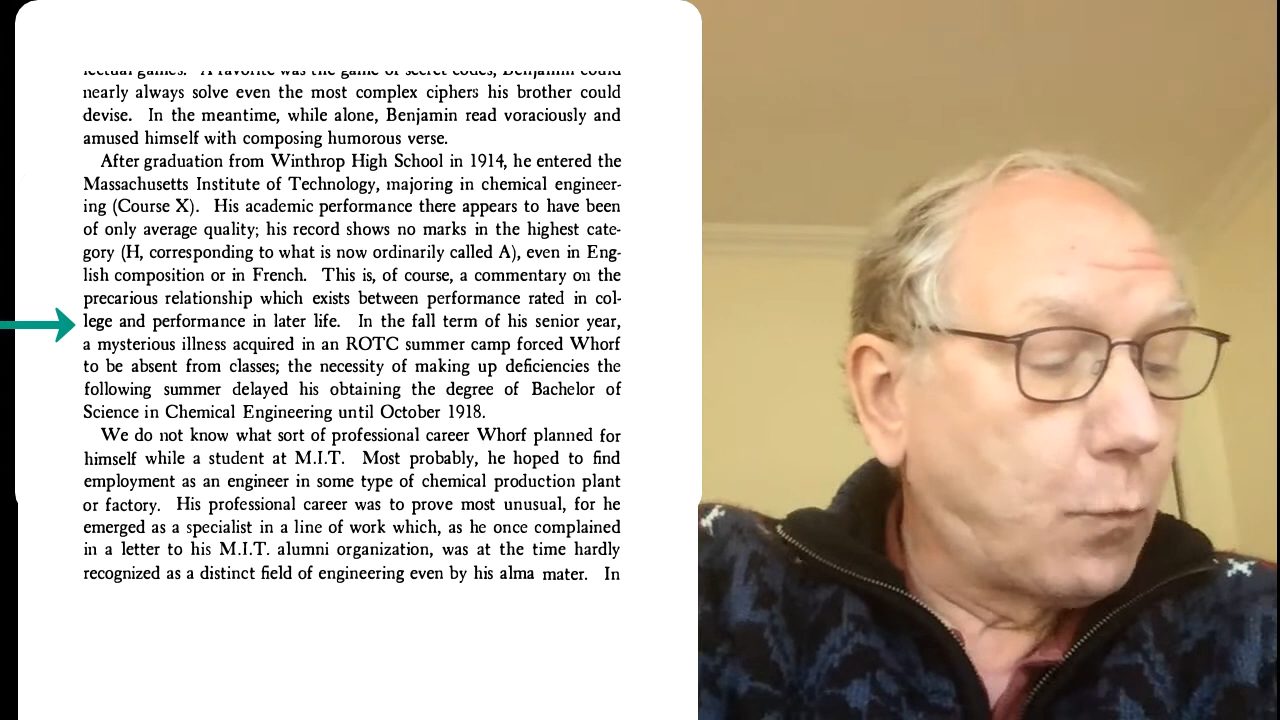 lectual games. A favorite was the game of secret codes; Benjamin could
nearly always solve even the most complex ciphers his brother could
devise. In the meantime, while alone, Benjamin read voraciously and
amused himself with composing humorous verse.
After graduation from Winthrop High School in 1914, he entered the
Massachusetts Institute of Technology, majoring in chemical engineer-
ing (Course X). His academic performance there appears to have been
of only average quality; his record shows no marks in the highest cate-
gory (H, corresponding to what is now ordinarily called A), even in Eng-
lish composition or in French. This is, of course, a commentary on the
precarious relationship which exists between performance rated in col-
lege and performance in later life. In the fall term of his senior year,
a mysterious illness acquired in an ROTC summer camp forced Whorf
to be absent from classes; the necessity of making up deficiencies the
following summer delayed his obtaining the degree of Bachelor of
Science in Chemical Engineering until October 1918.
We do not know what sort of professional career Whorf planned for
himself while a student at M.I.T. Most probably, he hoped to find
employment as an engineer in some type of chemical production plant
or factory. His professional career was to prove most unusual, for he
emerged as a specialist in a line of work which, as he once complained
in a letter to his M.I.T. alumni organization, was at the time hardly
recognized as a distinct field of engineering even by his alma mater. In